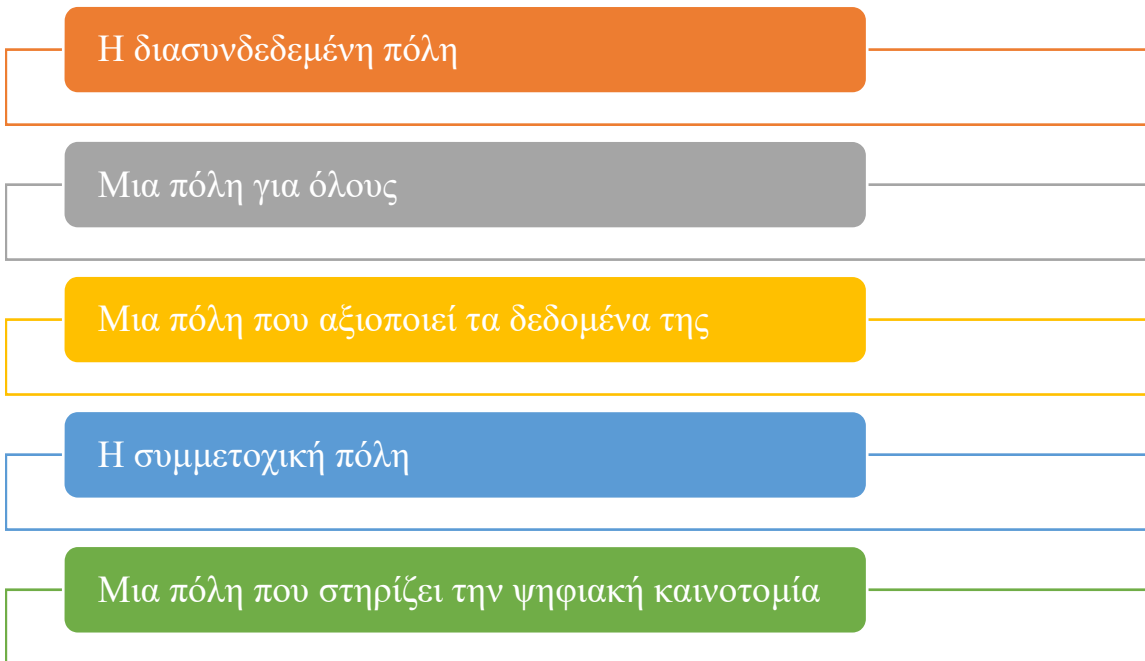 Η διασυνδεδεμένη πόλη
Μια πόλη για όλους
Μια πόλη που αξιοποιεί τα δεδομένα της
Η συμμετοχική πόλη
Μια πόλη που στηρίζει την ψηφιακή καινοτομία